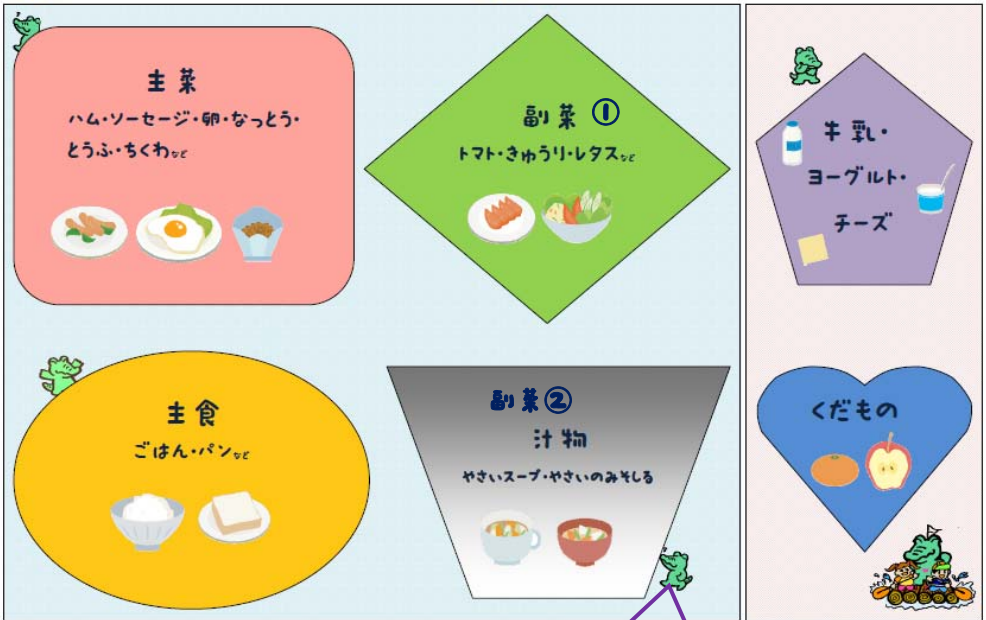 主菜
ハム・ソーセージ・卵・なっとう・
とうふ・ちくわなど
副菜 ①
トマト・きゅうり・レタスなど
牛乳・
ヨーグルト・
チーズ
主食
ごはん・パンなど
副菜②
汁物
やさいスープ・やさいのみそしる
くだもの